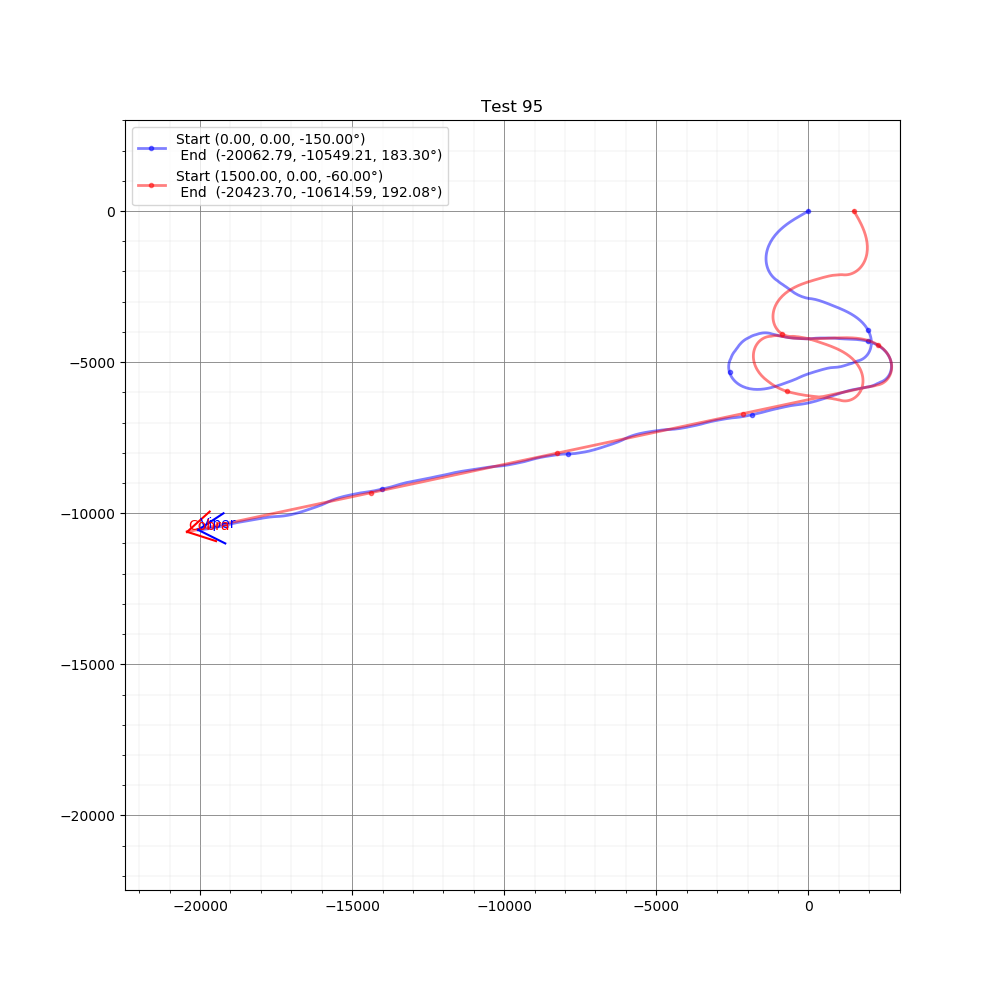 Test 95
Start (0.00, 0.00, -150.00°)
End (-20062.79, -10549.21, 183.30°)
Start (1500.00, 0.00, -60.00°)
End (-20423.70, -10614.59, 192.08°)
0
−5000
−10000
−15000
−20000
−20000
−15000
−10000
−5000
0